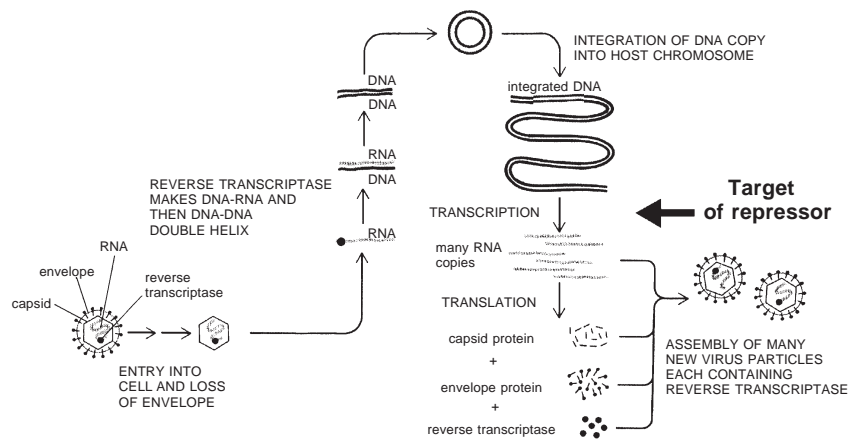 INTEGRATION OF DNA COPY
INTO HOST CHROMOSOME
integrated DNA
DNA
DNA
RNA
DNA
REVERSE TRANSCRIPTASE
MAKES DNA-RNA AND
THEN DNA-DNA
DOUBLE HELIX
RNA
RNA
envelope
capsid
reverse
transcriptase
ENTRY INTO
CELL AND LOSS
OF ENVELOPE
TRANSCRIPTION
Target
of repressor
many RNA
copies
TRANSLATION
capsid protein
+
envelope protein
+
reverse transcriptase
ASSEMBLY OF MANY
NEW VIRUS PARTICLES
EACH CONTAINING
REVERSE TRANSCRIPTASE